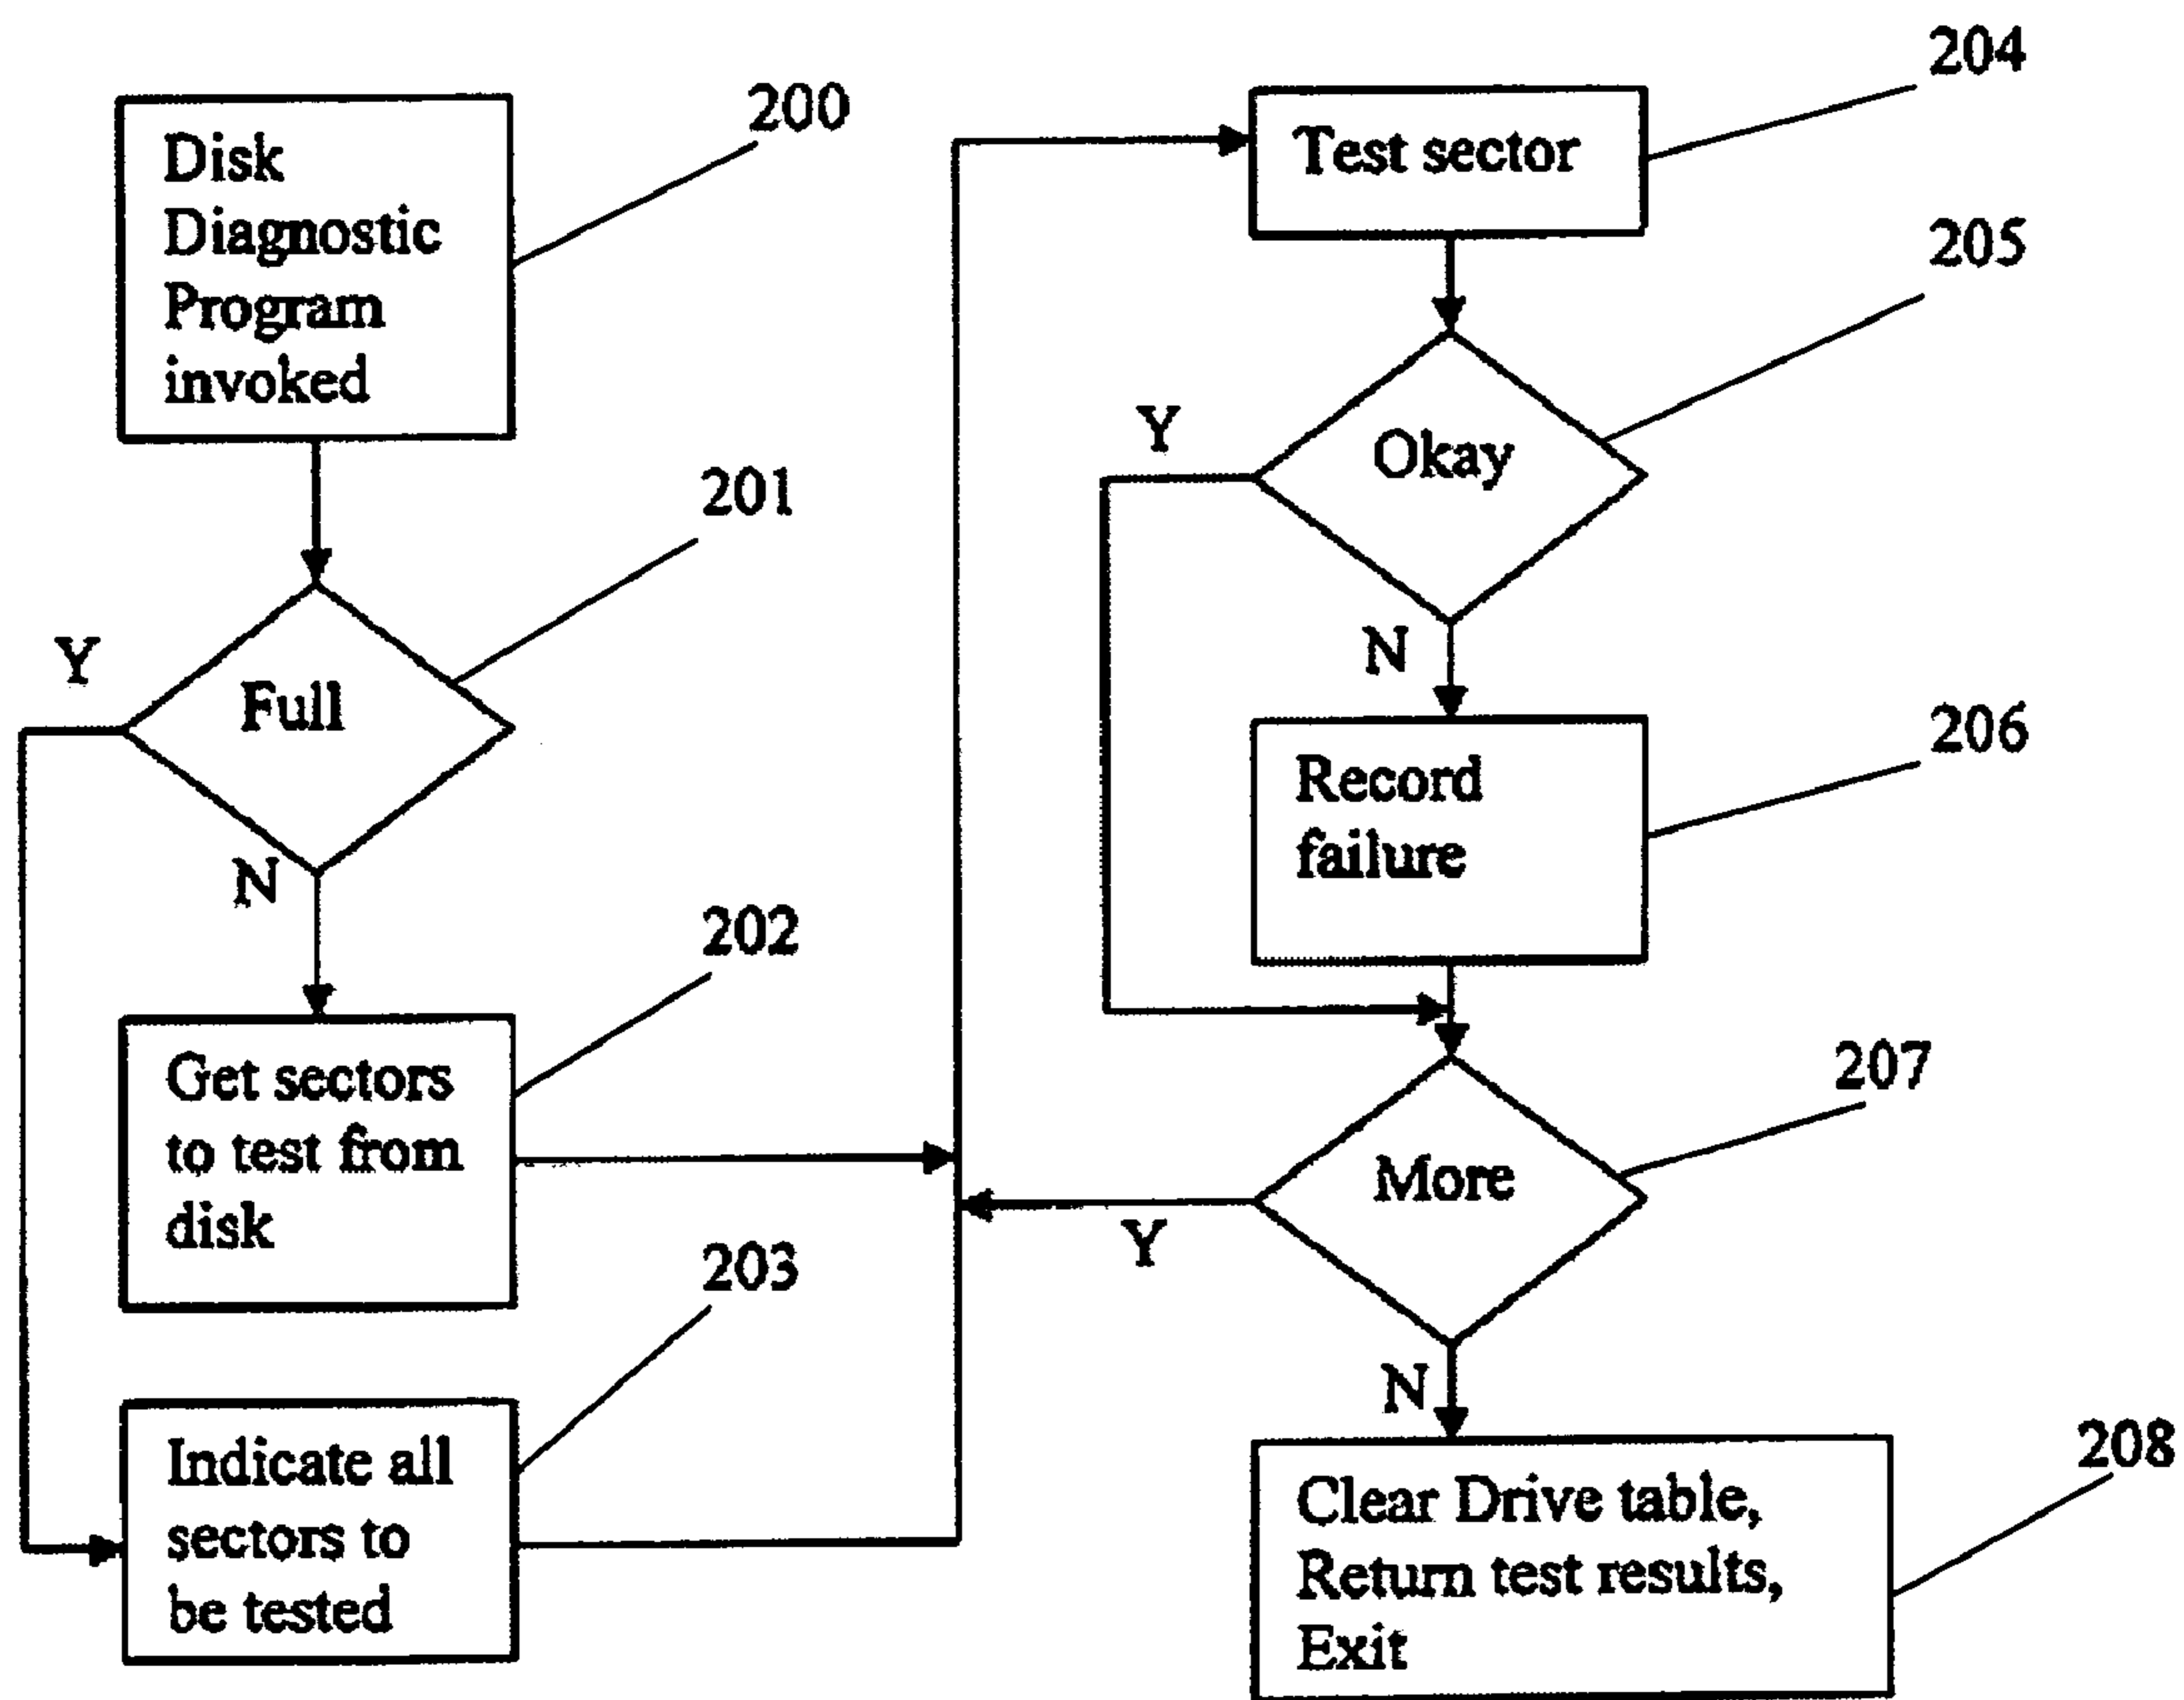 200
Disk
Diagnostic
Program
invoked
201
Y
Full
N
202
Get sectors
to test from
disk
203
Indicate all
sectors to
be tested
204
Test sector
205
Y
Okay
N
206
Record
failure
207
More
Y
N
208
Clear Drive table,
Return test results,
Exit